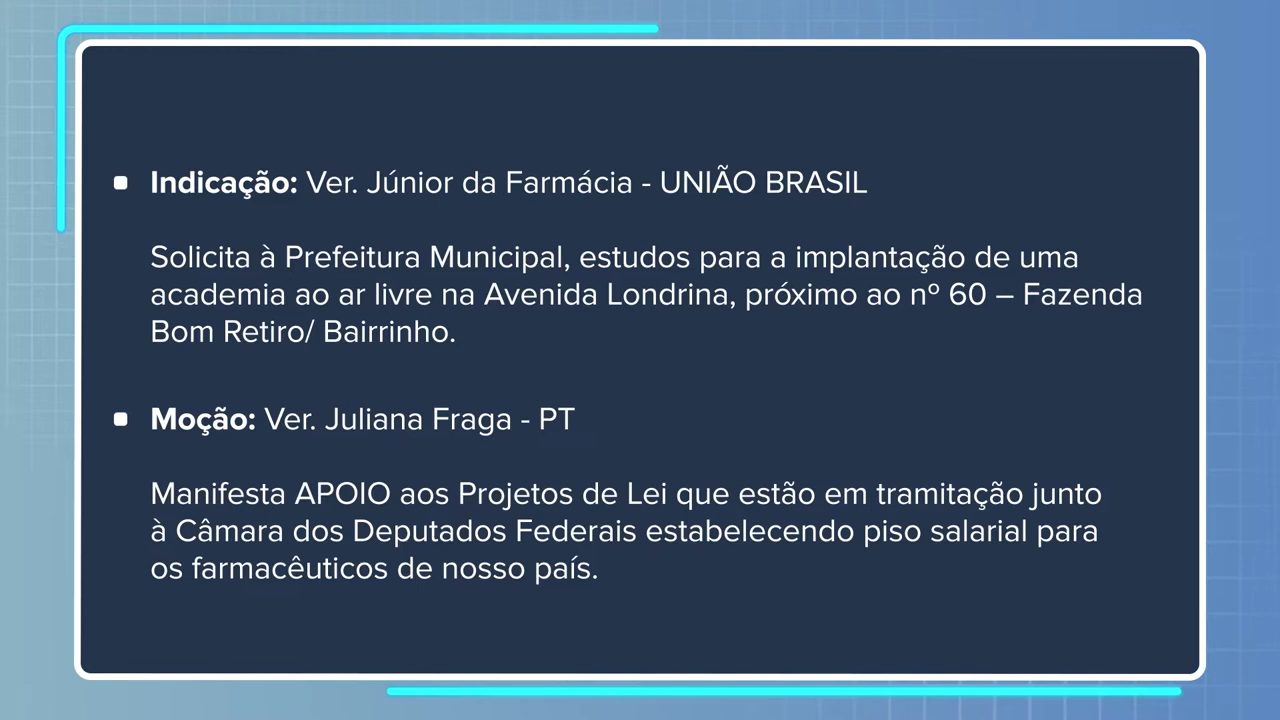 Indicação: Ver. Júnior da Farmácia - UNIÃO BRASIL
Solicita à Prefeitura Municipal, estudos para a implantação de uma
academia ao ar livre na Avenida Londrina, próximo ao nº 60 – Fazenda
Bom Retiro/ Bairrinho.
Moção: Ver. Juliana Fraga - PT
Manifesta APOIO aos Projetos de Lei que estão em tramitação junto
à Câmara dos Deputados Federais estabelecendo piso salarial para
os farmacêuticos de nosso país.